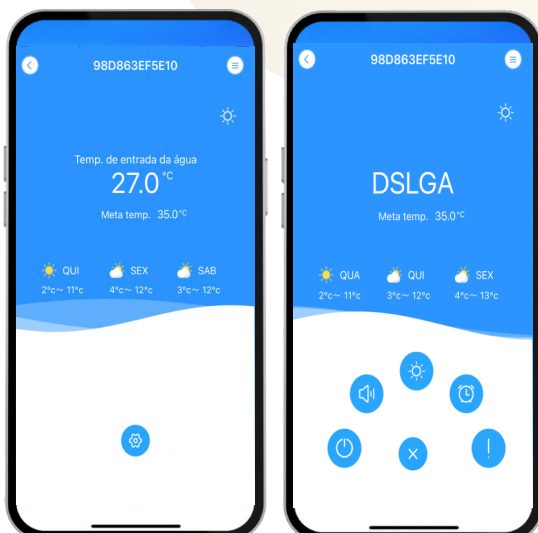 98D863EF5E10
Temp. de entrada da água
27.0 °C
Meta temp. 35.0°C
QUI SEX SAB
2°c~ 11°c 4°c~ 12°c 3°c~ 12°c
98D863EF5E10
DSLGA
Meta temp. 35.0°C
QUA QUI SEX
2°c~ 11°c 3°c~ 12°c 4°c~ 13°c